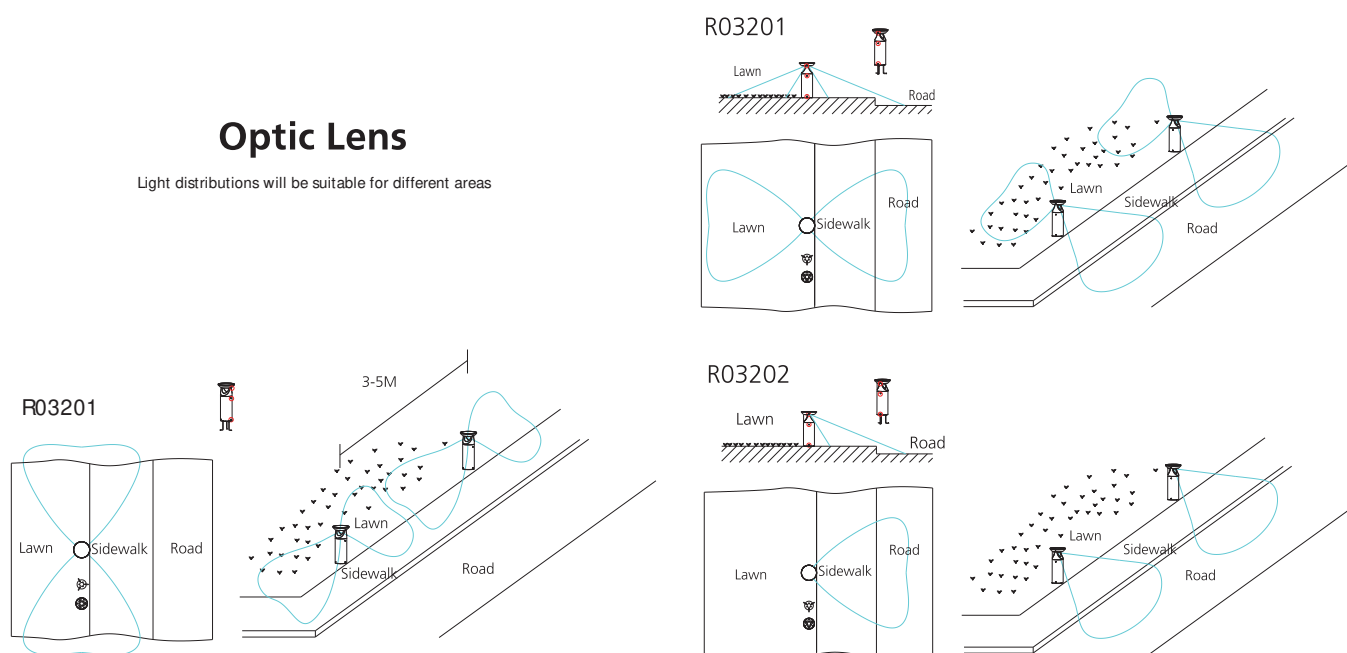 Optic Lens
Light distributions will be suitable for different areas
R03201
Lawn
Road
Lawn
Sidewalk
Road
Lawn
Sidewalk
Road
R03201
3-5M
Lawn
Sidewalk
Road
Lawn
Sidewalk
Road
R03202
Lawn
Road
Lawn
Sidewalk
Road
Lawn
Sidewalk
Road